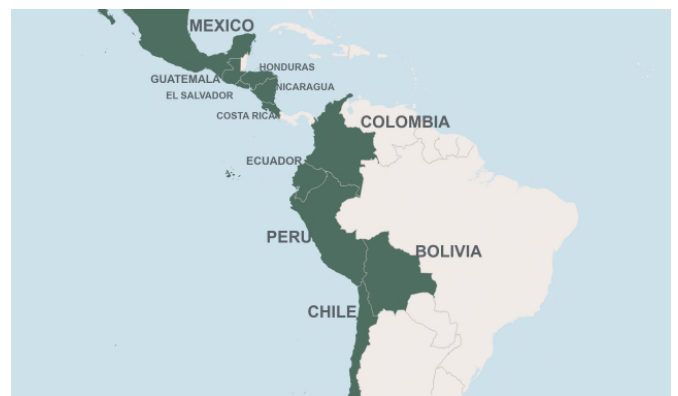 MEXICO
HONDURAS
GUATEMALA
NICARAGUA
EL SALVADOR
COSTA RICA
COLOMBIA
ECUADOR
PERU
BOLIVIA
CHILE